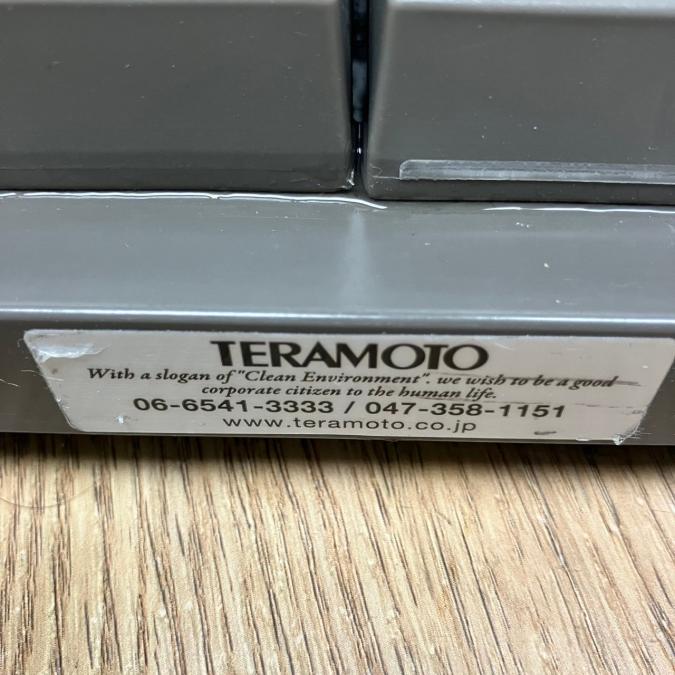 TERAMOTO
With a slogan of "Clean Environment". we wish to be a good
corporate citizen to the human life.
06-6541-3333 / 047-358-1151
www.teramoto.co.jp